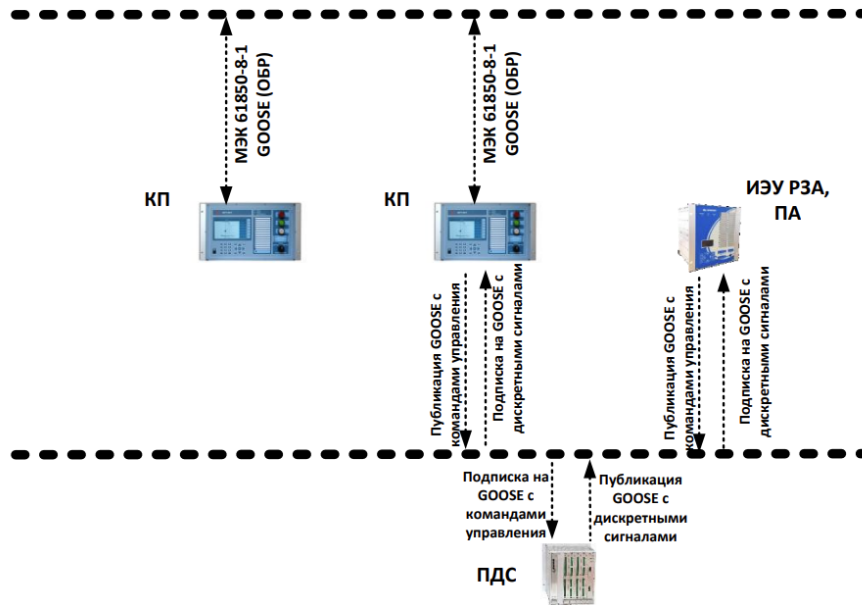 МЭК 61850-8-1
GOOSE (ОБР)
МЭК 61850-8-1
GOOSE (ОБР)
КП
КП
ИЭУ РЗА,
ПА
Публикация GOOSE с
командами управления
Подписка на GOOSE с
дискретными сигналами
Публикация GOOSE с
командами управления
Подписка на GOOSE с
дискретными сигналами
Подписка на
GOOSE с
командами
управления
Публикация
GOOSE с
дискретными
сигналами
ПДС